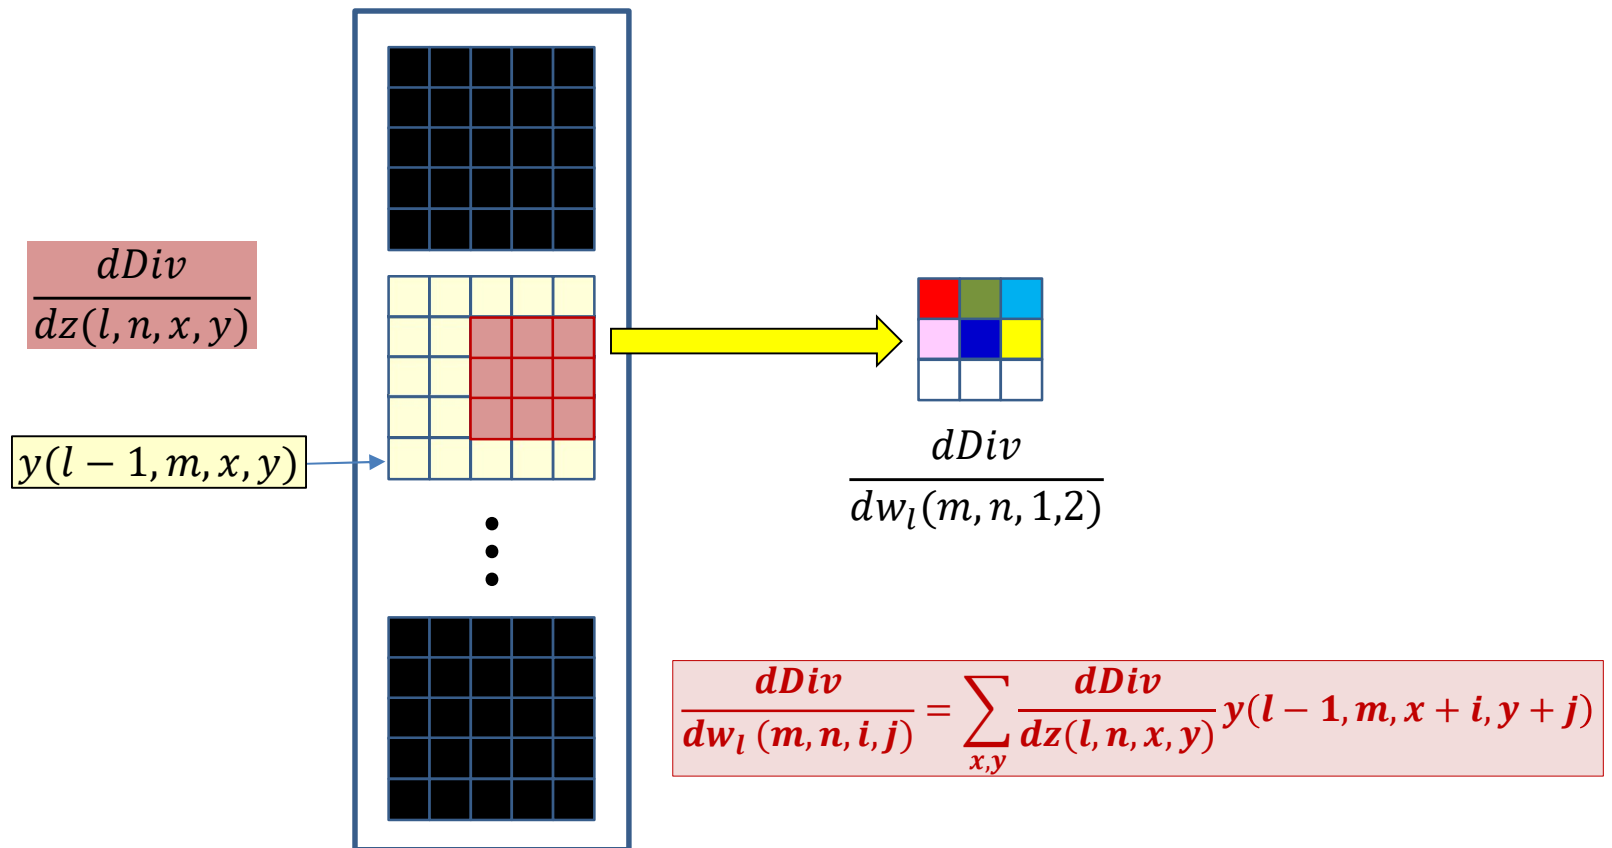 dDiv
dz(l, n, x, y)
y(l − 1, m, x, y)
dDiv
dw_l(m, n, 1,2)
dDiv/dw_l (m, n, i, j) = ∑_{x,y} dDiv/dz(l, n, x, y) y(l − 1, m, x + i, y + j)